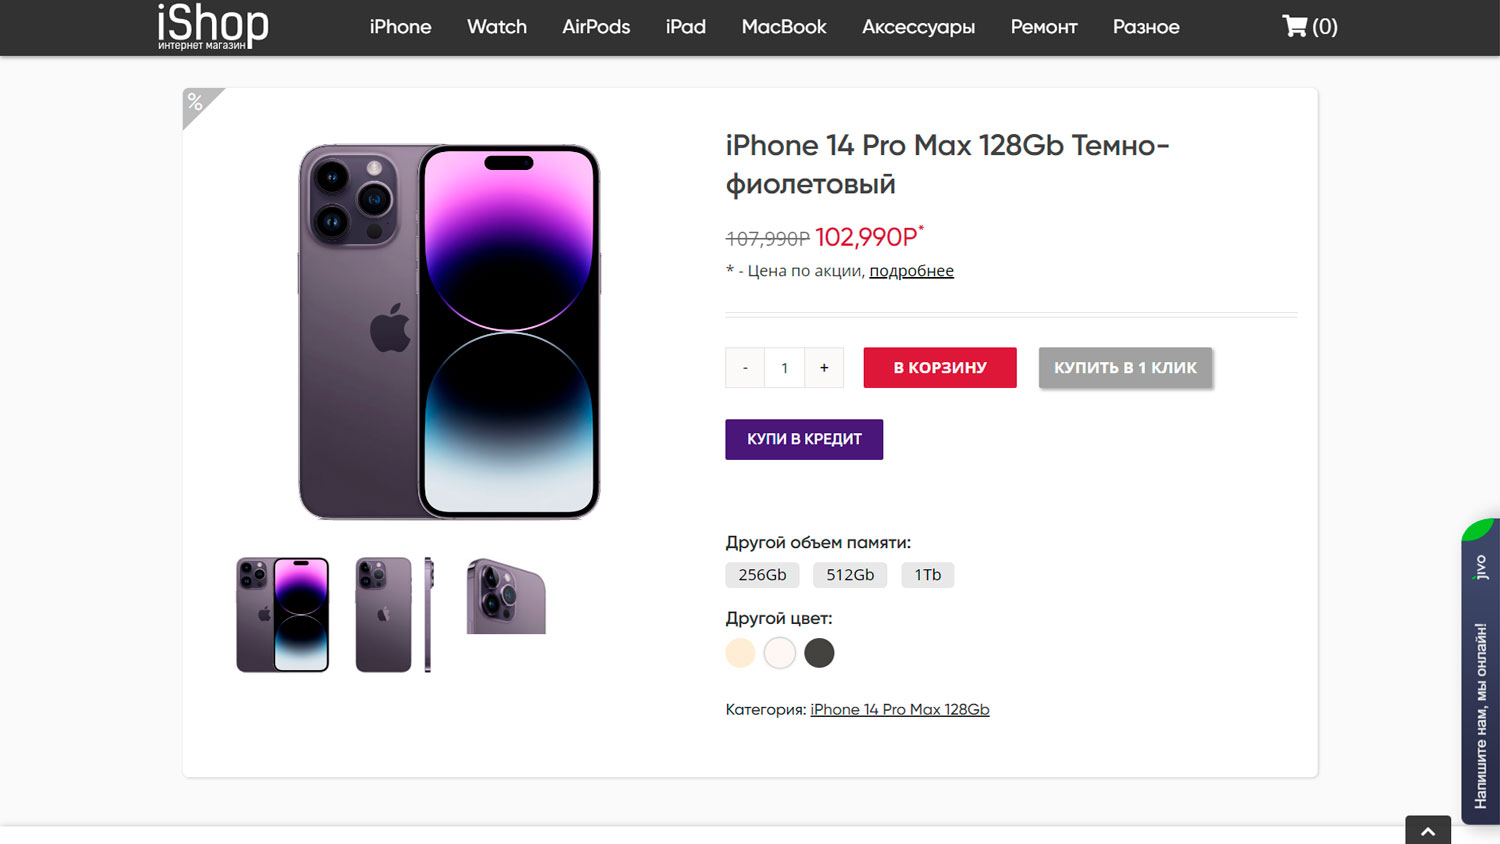 iShop
интернет магазин
iPhone
Watch
AirPods
iPad
MacBook
Аксессуары
Ремонт
Разное
(0)
%
iPhone 14 Pro Max 128Gb Темно-
фиолетовый
107,990Р 102,990Р*
* - Цена по акции, подробнее
- 1 +
В КОРЗИНУ
КУПИТЬ В 1 КЛИК
КУПИ В КРЕДИТ
Другой объем памяти:
256Gb 512Gb 1Tb
Другой цвет:
Категория: iPhone 14 Pro Max 128Gb
jivo
Напишите нам, мы онлайн!